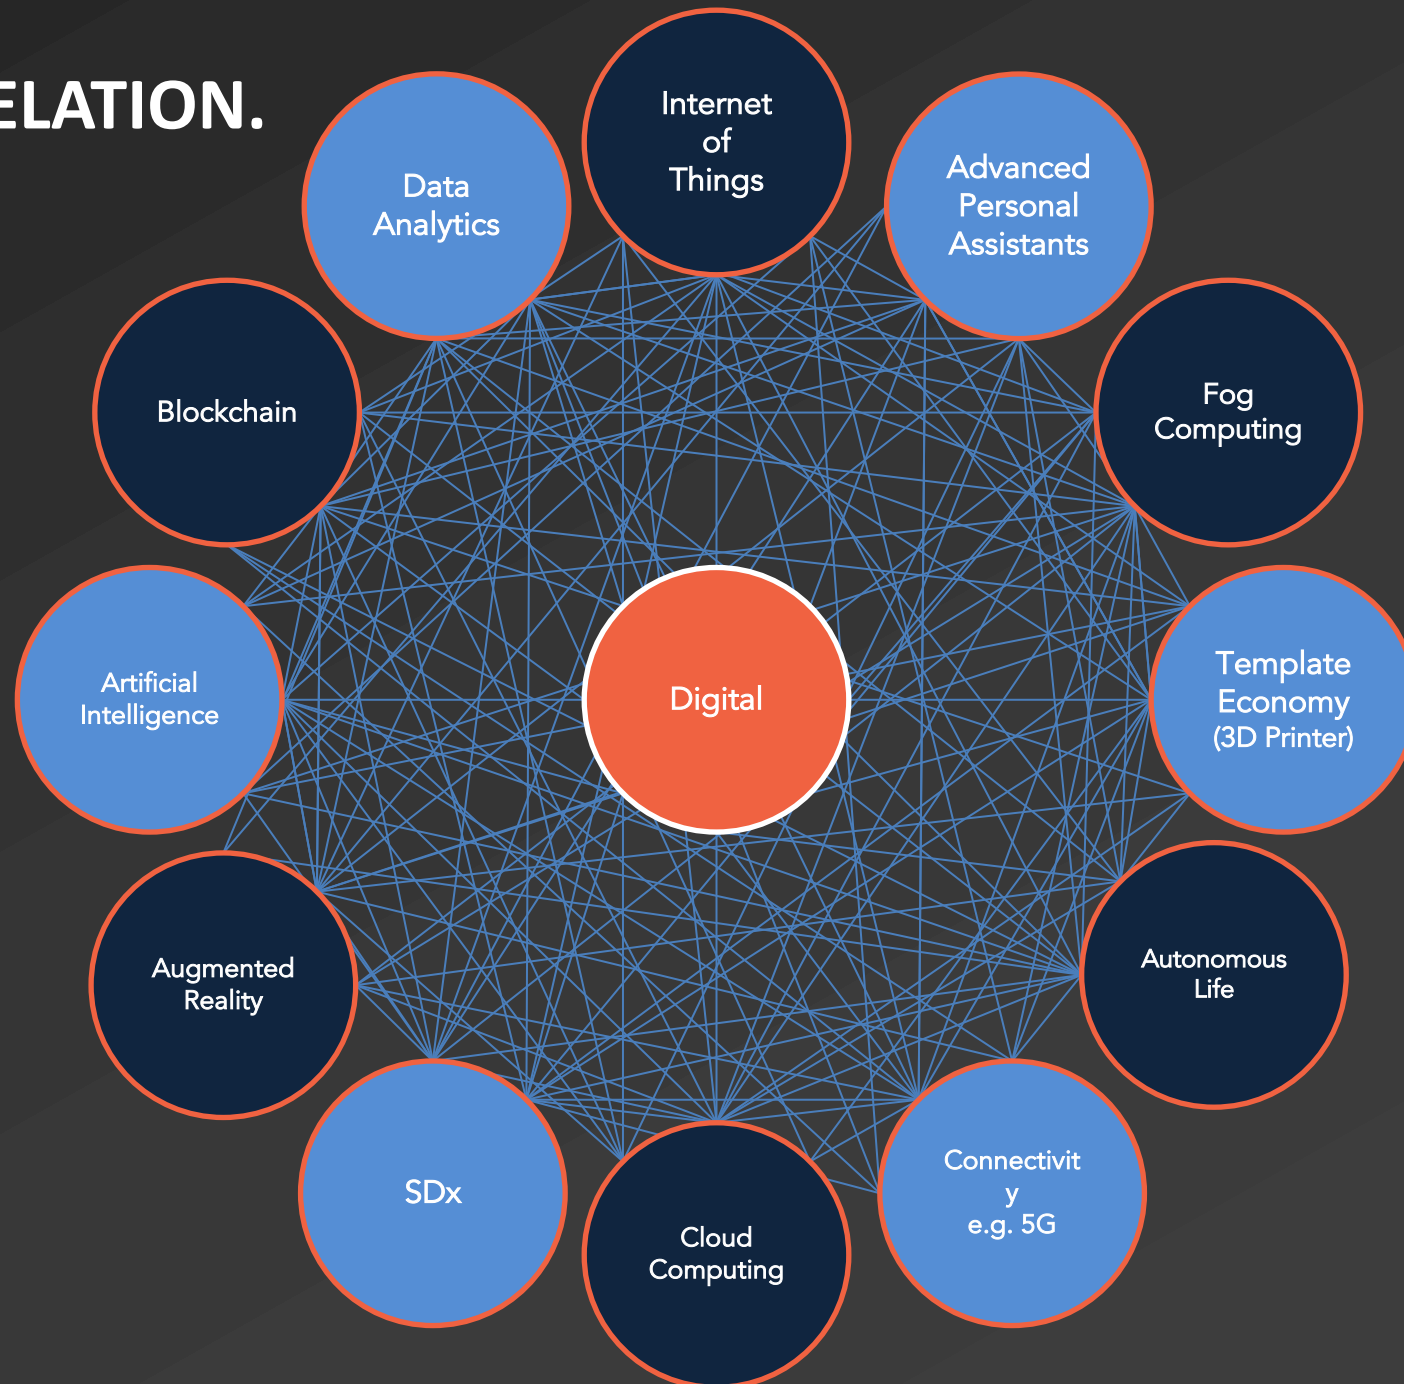 ELATION.
Internet
of
Things
Data
Analytics
Advanced
Personal
Assistants
Blockchain
Fog
Computing
Artificial
Intelligence
Digital
Template
Economy
(3D Printer)
Augmented
Reality
Autonomous
Life
SDx
Cloud
Computing
Connectivit
y
e.g. 5G